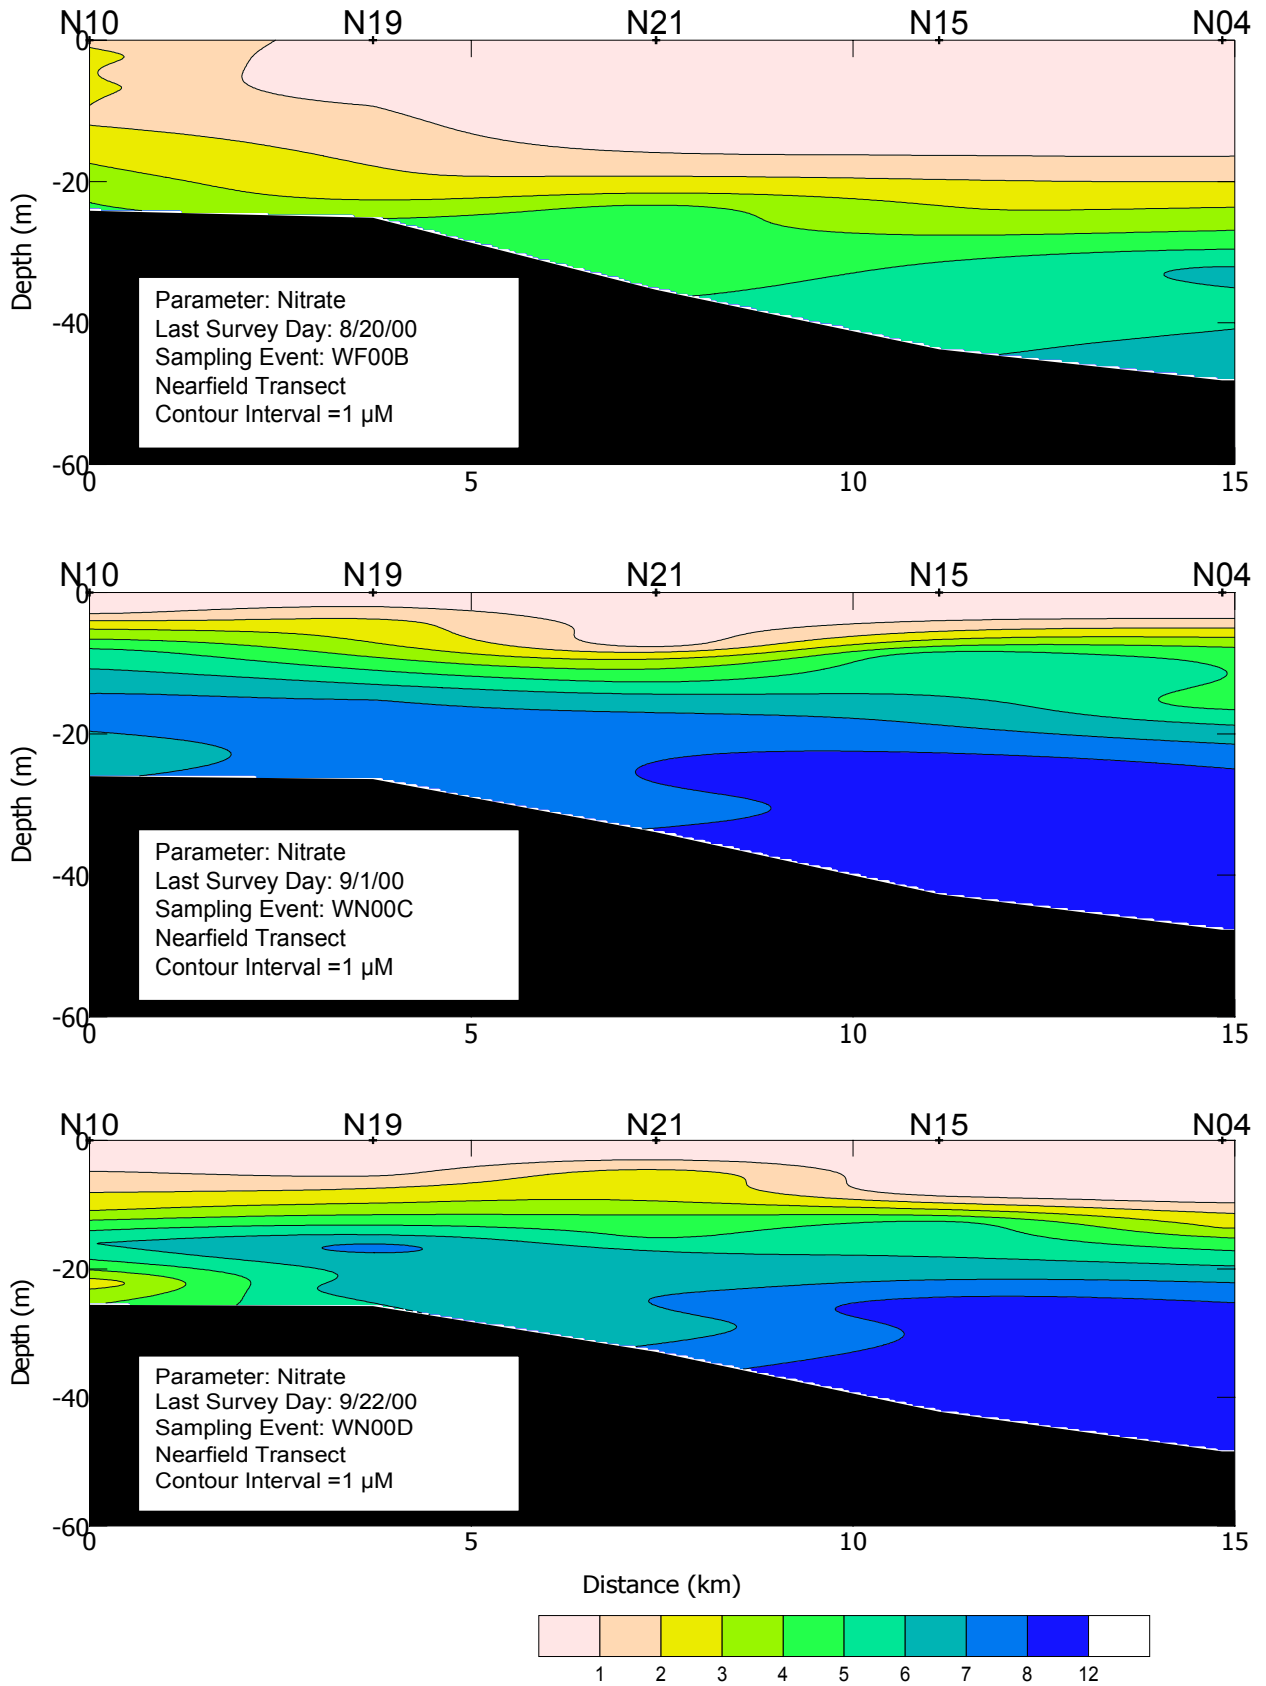 N10 N19 N21 N15 N04
0
-20
-40
-60
Depth (m)
Parameter: Nitrate
Last Survey Day: 8/20/00
Sampling Event: WF00B
Nearfield Transect
Contour Interval =1 µM
0 5 10 15
N10 N19 N21 N15 N04
0
-20
-40
-60
Depth (m)
Parameter: Nitrate
Last Survey Day: 9/1/00
Sampling Event: WN00C
Nearfield Transect
Contour Interval =1 µM
0 5 10 15
N10 N19 N21 N15 N04
0
-20
-40
-60
Depth (m)
Parameter: Nitrate
Last Survey Day: 9/22/00
Sampling Event: WN00D
Nearfield Transect
Contour Interval =1 µM
0 5 10 15
Distance (km)
1 2 3 4 5 6 7 8 12